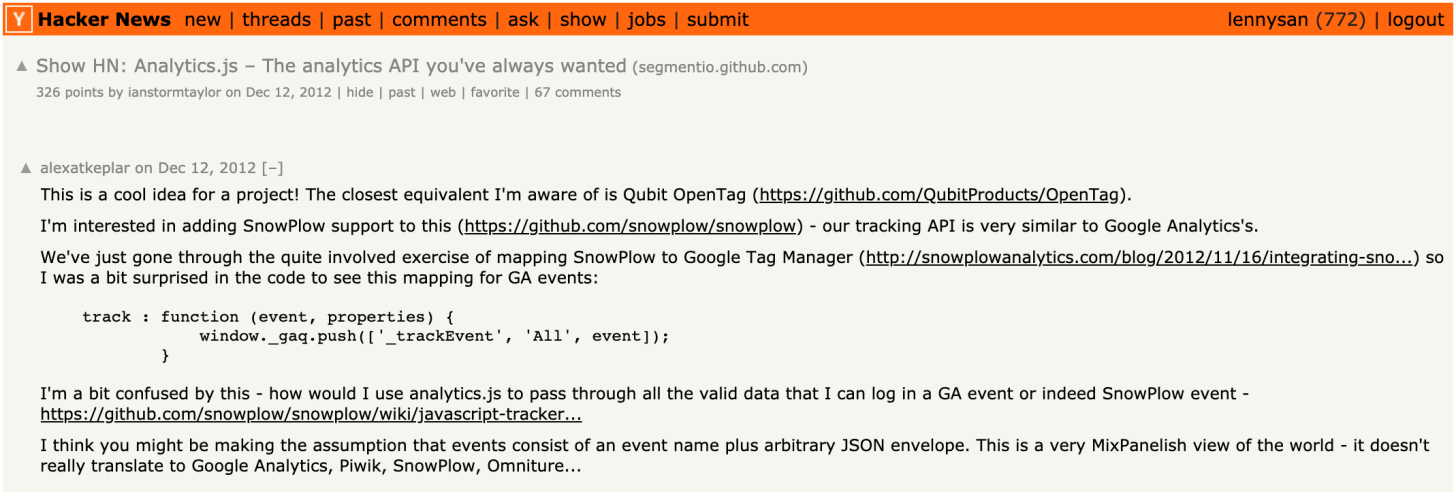 Y Hacker News new | threads | past | comments | ask | show | jobs | submit lennysan (772) | logout
▲ Show HN: Analytics.js – The analytics API you've always wanted (segmentio.github.com)
326 points by ianstormtaylor on Dec 12, 2012 | hide | past | web | favorite | 67 comments
▲ alexatkeplar on Dec 12, 2012 [–]
This is a cool idea for a project! The closest equivalent I'm aware of is Qubit OpenTag (https://github.com/QubitProducts/OpenTag).
I'm interested in adding SnowPlow support to this (https://github.com/snowplow/snowplow) - our tracking API is very similar to Google Analytics's.
We've just gone through the quite involved exercise of mapping SnowPlow to Google Tag Manager (http://snowplowanalytics.com/blog/2012/11/16/integrating-sno...) so
I was a bit surprised in the code to see this mapping for GA events:
track : function (event, properties) {
window._gaq.push(['_trackEvent', 'All', event]);
}
I'm a bit confused by this - how would I use analytics.js to pass through all the valid data that I can log in a GA event or indeed SnowPlow event -
https://github.com/snowplow/snowplow/wiki/javascript-tracker...
I think you might be making the assumption that events consist of an event name plus arbitrary JSON envelope. This is a very MixPanelish view of the world - it doesn't
really translate to Google Analytics, Piwik, SnowPlow, Omniture...